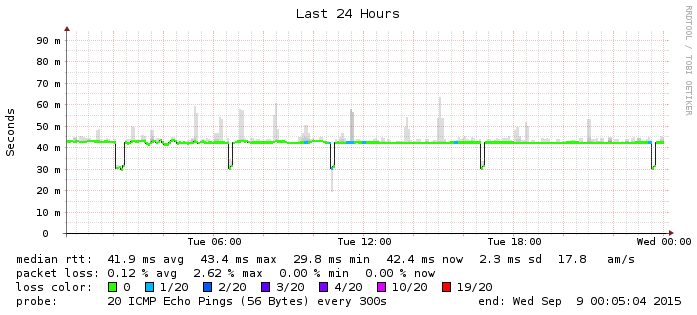 Last 24 Hours
RRDTOOL / TOBI OETIKER
Seconds
90 m
80 m
70 m
60 m
50 m
40 m
30 m
20 m
10 m
0
Tue 06:00 Tue 12:00 Tue 18:00 Wed 00:00
median rtt: 41.9 ms avg 43.4 ms max 29.8 ms min 42.4 ms now 2.3 ms sd 17.8 am/s
packet loss: 0.12 % avg 2.62 % max 0.00 % min 0.00 % now
loss color: 0 1/20 2/20 3/20 4/20 10/20 19/20
probe: 20 ICMP Echo Pings (56 Bytes) every 300s end: Wed Sep 9 00:05:04 2015